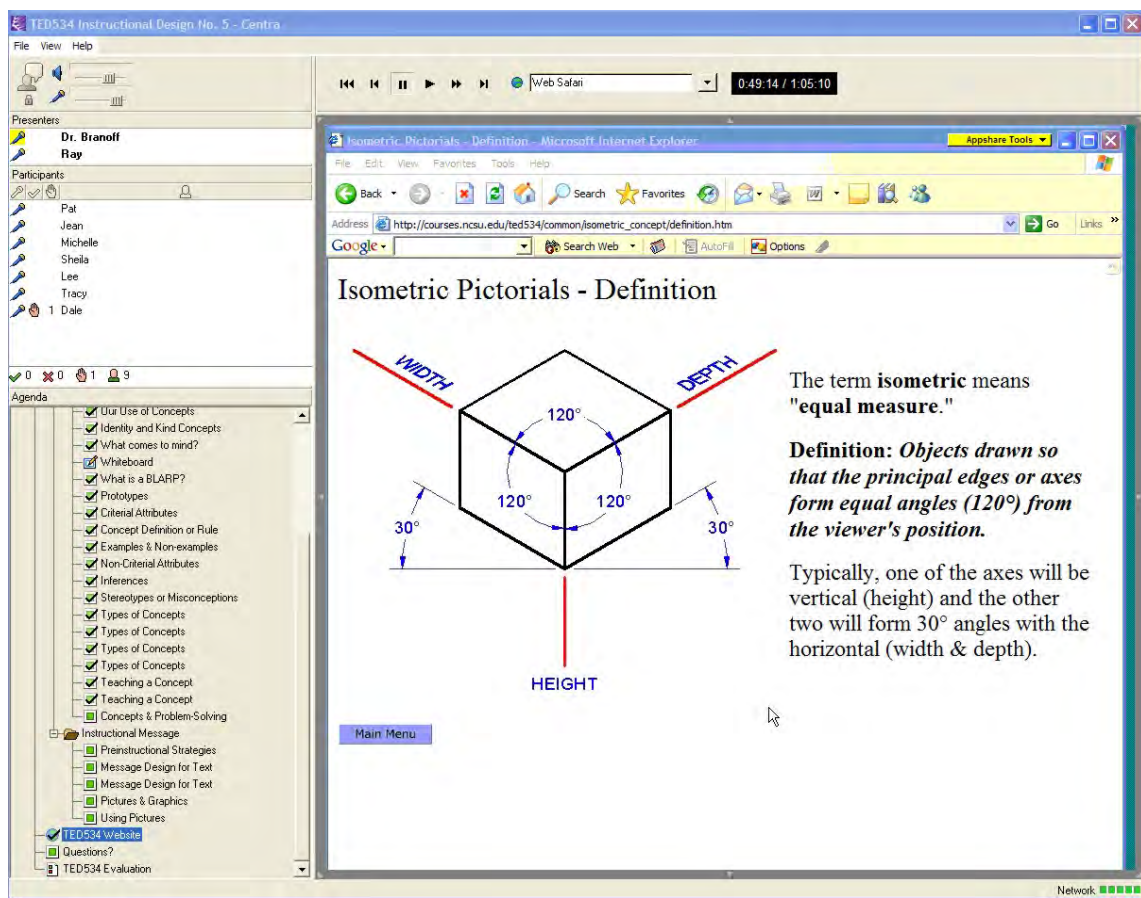 TED534 Instructional Design No. 5 - Centra
File View Help
Web Safari
0:49:14 / 1:05:10
Presenters
Dr. Branoff
Ray
Participants
Pat
Jean
Michelle
Sheila
Lee
Tracy
1 Dale
0 0 1 9
Agenda
Our Use of Concepts
Identity and Kind Concepts
What comes to mind?
Whiteboard
What is a BLARP?
Prototypes
Criterial Attributes
Concept Definition or Rule
Examples & Non-examples
Non-Criterial Attributes
Inferences
Stereotypes or Misconceptions
Types of Concepts
Types of Concepts
Types of Concepts
Types of Concepts
Teaching a Concept
Teaching a Concept
Concepts & Problem-Solving
Instructional Message
Preinstructional Strategies
Message Design for Text
Message Design for Text
Pictures & Graphics
Using Pictures
TED534 Website
Questions?
TED534 Evaluation
Isometric Pictorials - Definition - Microsoft Internet Explorer
Appshare Tools
File Edit View Favorites Tools Help
Back Search Favorites
Address http://courses.ncsu.edu/ted534/common/isometric_concept/definition.htm Go Links »
Google Search Web AutoFill Options
Isometric Pictorials - Definition
WIDTH
DEPTH
120°
120° 120°
30° 30°
HEIGHT
The term isometric means
"equal measure."
Definition: Objects drawn so
that the principal edges or axes
form equal angles (120°) from
the viewer's position.
Typically, one of the axes will be
vertical (height) and the other
two will form 30° angles with the
horizontal (width & depth).
Main Menu
Network